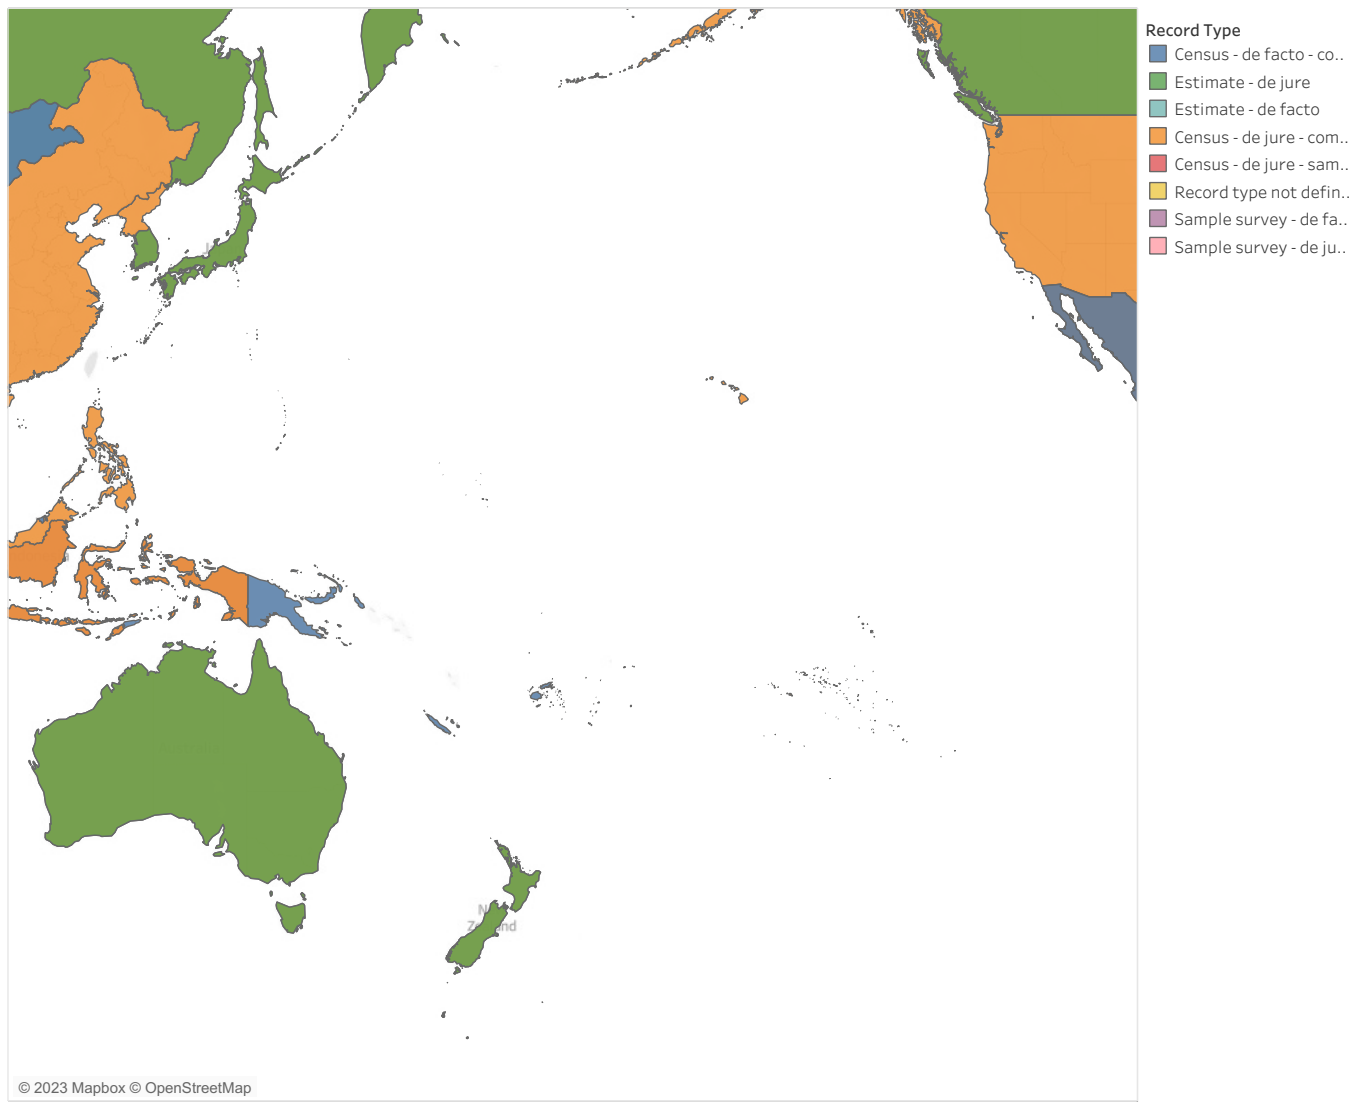 Record Type
Census - de facto - co..
Estimate - de jure
Estimate - de facto
Census - de jure - com..
Census - de jure - sam..
Record type not defin..
Sample survey - de fa..
Sample survey - de ju..
© 2023 Mapbox © OpenStreetMap